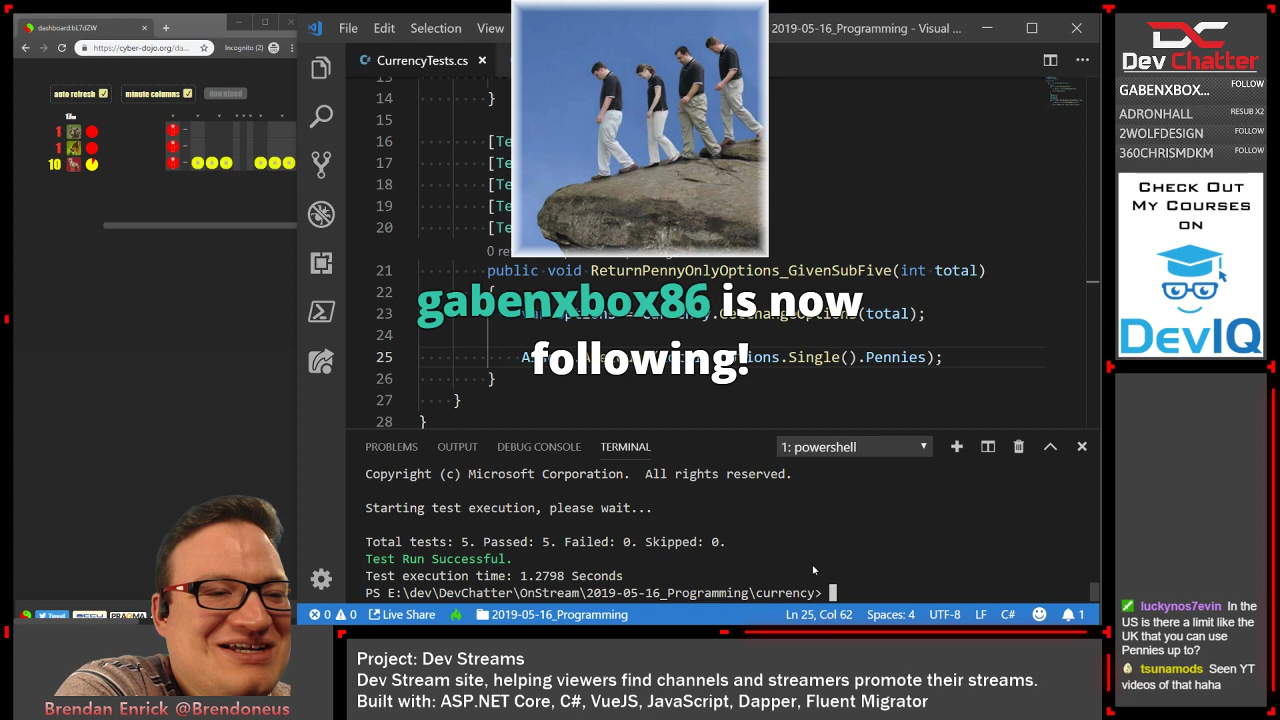 dashboard:bL7dZW
https://cyber-dojo.org/da...
Incognito (2)
auto refresh
minute columns
download
1
1
10
File Edit Selection View
2019-05-16_Programming - Visual ...
CurrencyTests.cs
14 }
15
16 [Te
17 [Te
18 [Te
19 [Te
20 [Te
21 public void ReturnPennyOnlyOptions_GivenSubFive(int total)
22 {
23
24
25 .Single().Pennies);
26 }
27 }
28 }
gabenxbox86 is now
following!
PROBLEMS OUTPUT DEBUG CONSOLE TERMINAL
1: powershell
Copyright (c) Microsoft Corporation. All rights reserved.
Starting test execution, please wait...
Total tests: 5. Passed: 5. Failed: 0. Skipped: 0.
Test Run Successful.
Test execution time: 1.2798 Seconds
PS E:\dev\DevChatter\OnStream\2019-05-16_Programming\currency>
0 0 Live Share 2019-05-16_Programming Ln 25, Col 62 Spaces: 4 UTF-8 LF C# 1
Brendan Enrick @Brendoneus
Project: Dev Streams
Dev Stream site, helping viewers find channels and streamers promote their streams.
Built with: ASP.NET Core, C#, VueJS, JavaScript, Dapper, Fluent Migrator
DC
Dev Chatter
GABENXBOX... FOLLOW
ADRONHALL RESUB X2
2WOLFDESIGN FOLLOW
360CHRISMDKM FOLLOW
CHECK OUT
MY COURSES
ON
DevIQ
luckynos7evin In the
US is there a limit like the
UK that you can use
Pennies up to?
tsunamods Seen YT
videos of that haha